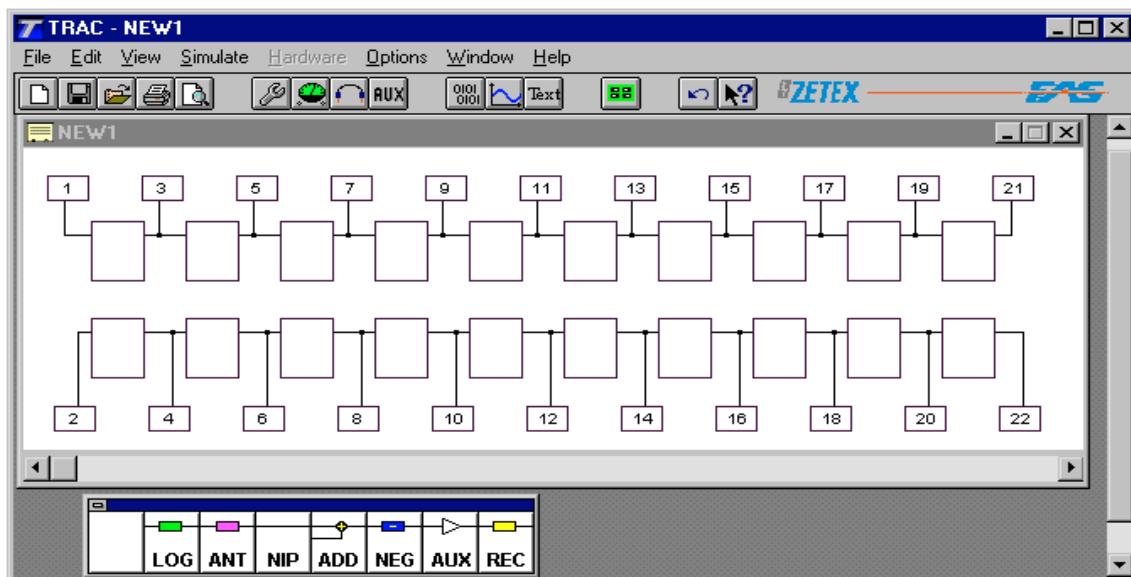 TRAC - NEW1
File Edit View Simulate Hardware Options Window Help
AUX 0101 0101 Text ZETEX FAS
NEW1
1 3 5 7 9 11 13 15 17 19 21
2 4 6 8 10 12 14 16 18 20 22
LOG ANT NIP ADD NEG AUX REC